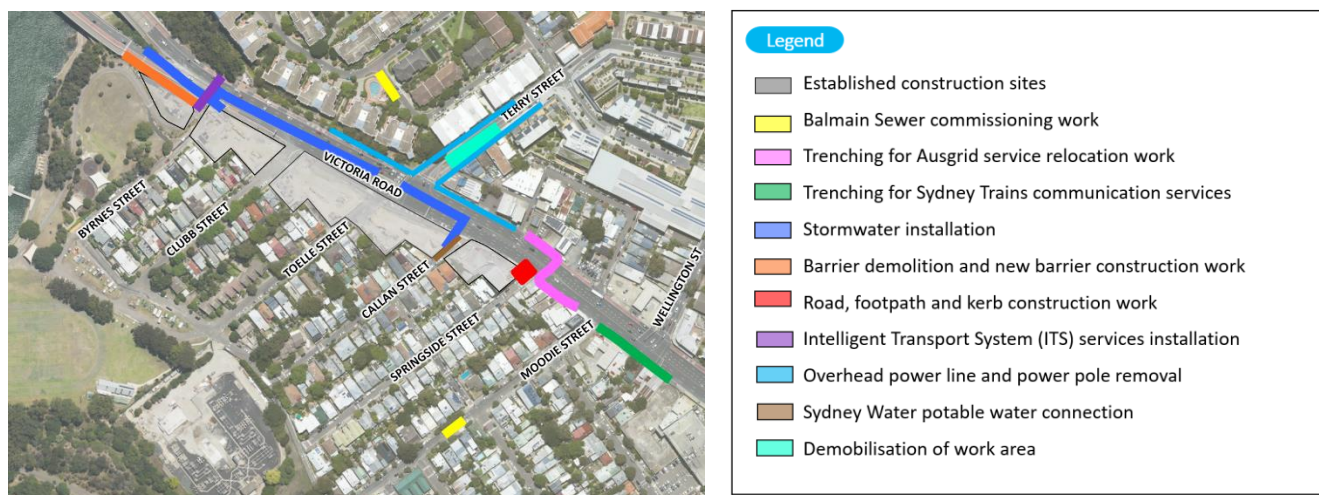 TERRY STREET
VICTORIA ROAD
BYRNES STREET
CLUBB STREET
TOELLE STREET
CALLAN STREET
SPRINGSIDE STREET
MOODIE STREET
WELLINGTON ST
Legend
Established construction sites
Balmain Sewer commissioning work
Trenching for Ausgrid service relocation work
Trenching for Sydney Trains communication services
Stormwater installation
Barrier demolition and new barrier construction work
Road, footpath and kerb construction work
Intelligent Transport System (ITS) services installation
Overhead power line and power pole removal
Sydney Water potable water connection
Demobilisation of work area